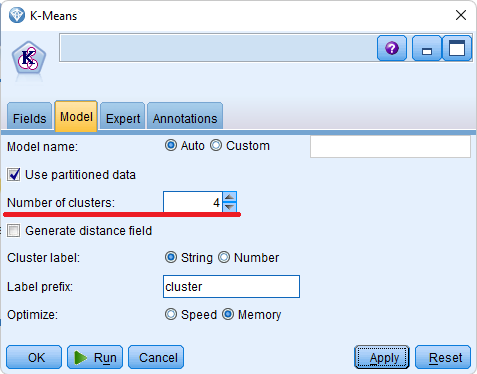 K-Means
Fields Model Expert Annotations
Model name: Auto Custom
Use partitioned data
Number of clusters: 4
Generate distance field
Cluster label: String Number
Label prefix: cluster
Optimize: Speed Memory
OK Run Cancel Apply Reset